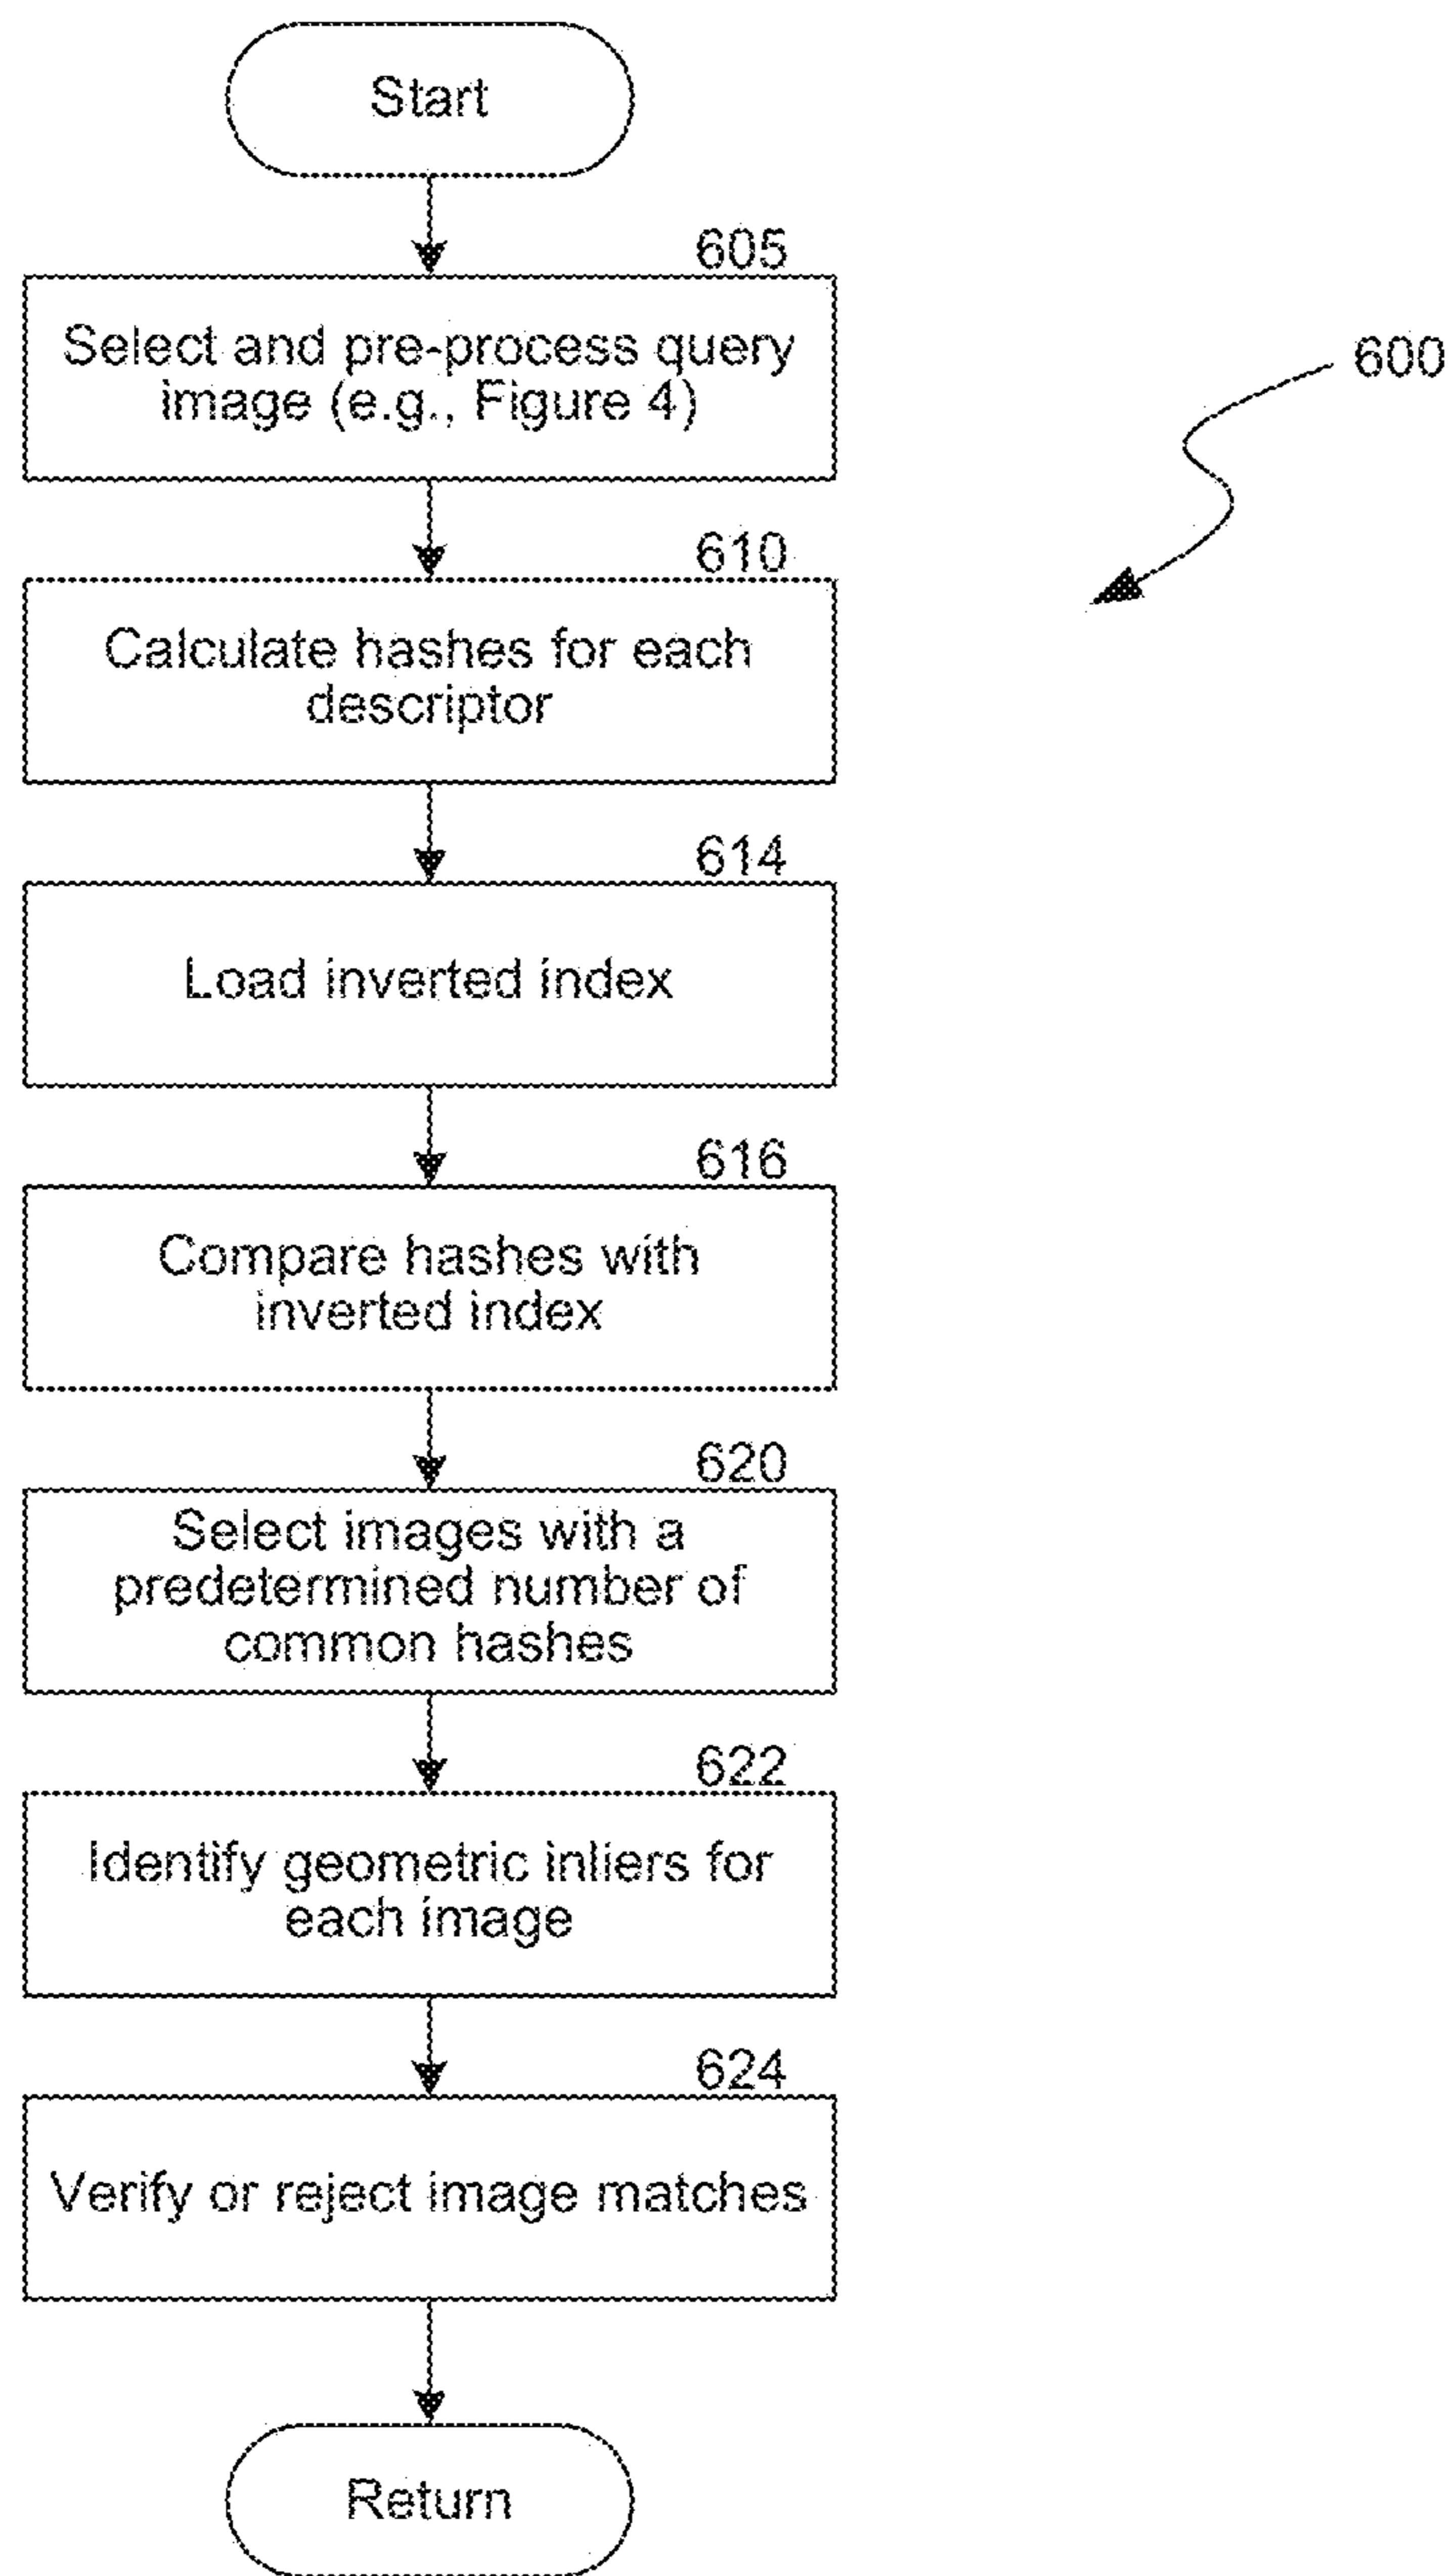 Start
605
Select and pre-process query
image (e.g., Figure 4)
600
610
Calculate hashes for each
descriptor
614
Load inverted index
616
Compare hashes with
inverted index
620
Select images with a
predetermined number of
common hashes
622
Identify geometric inliers for
each image
624
Verify or reject image matches
Return